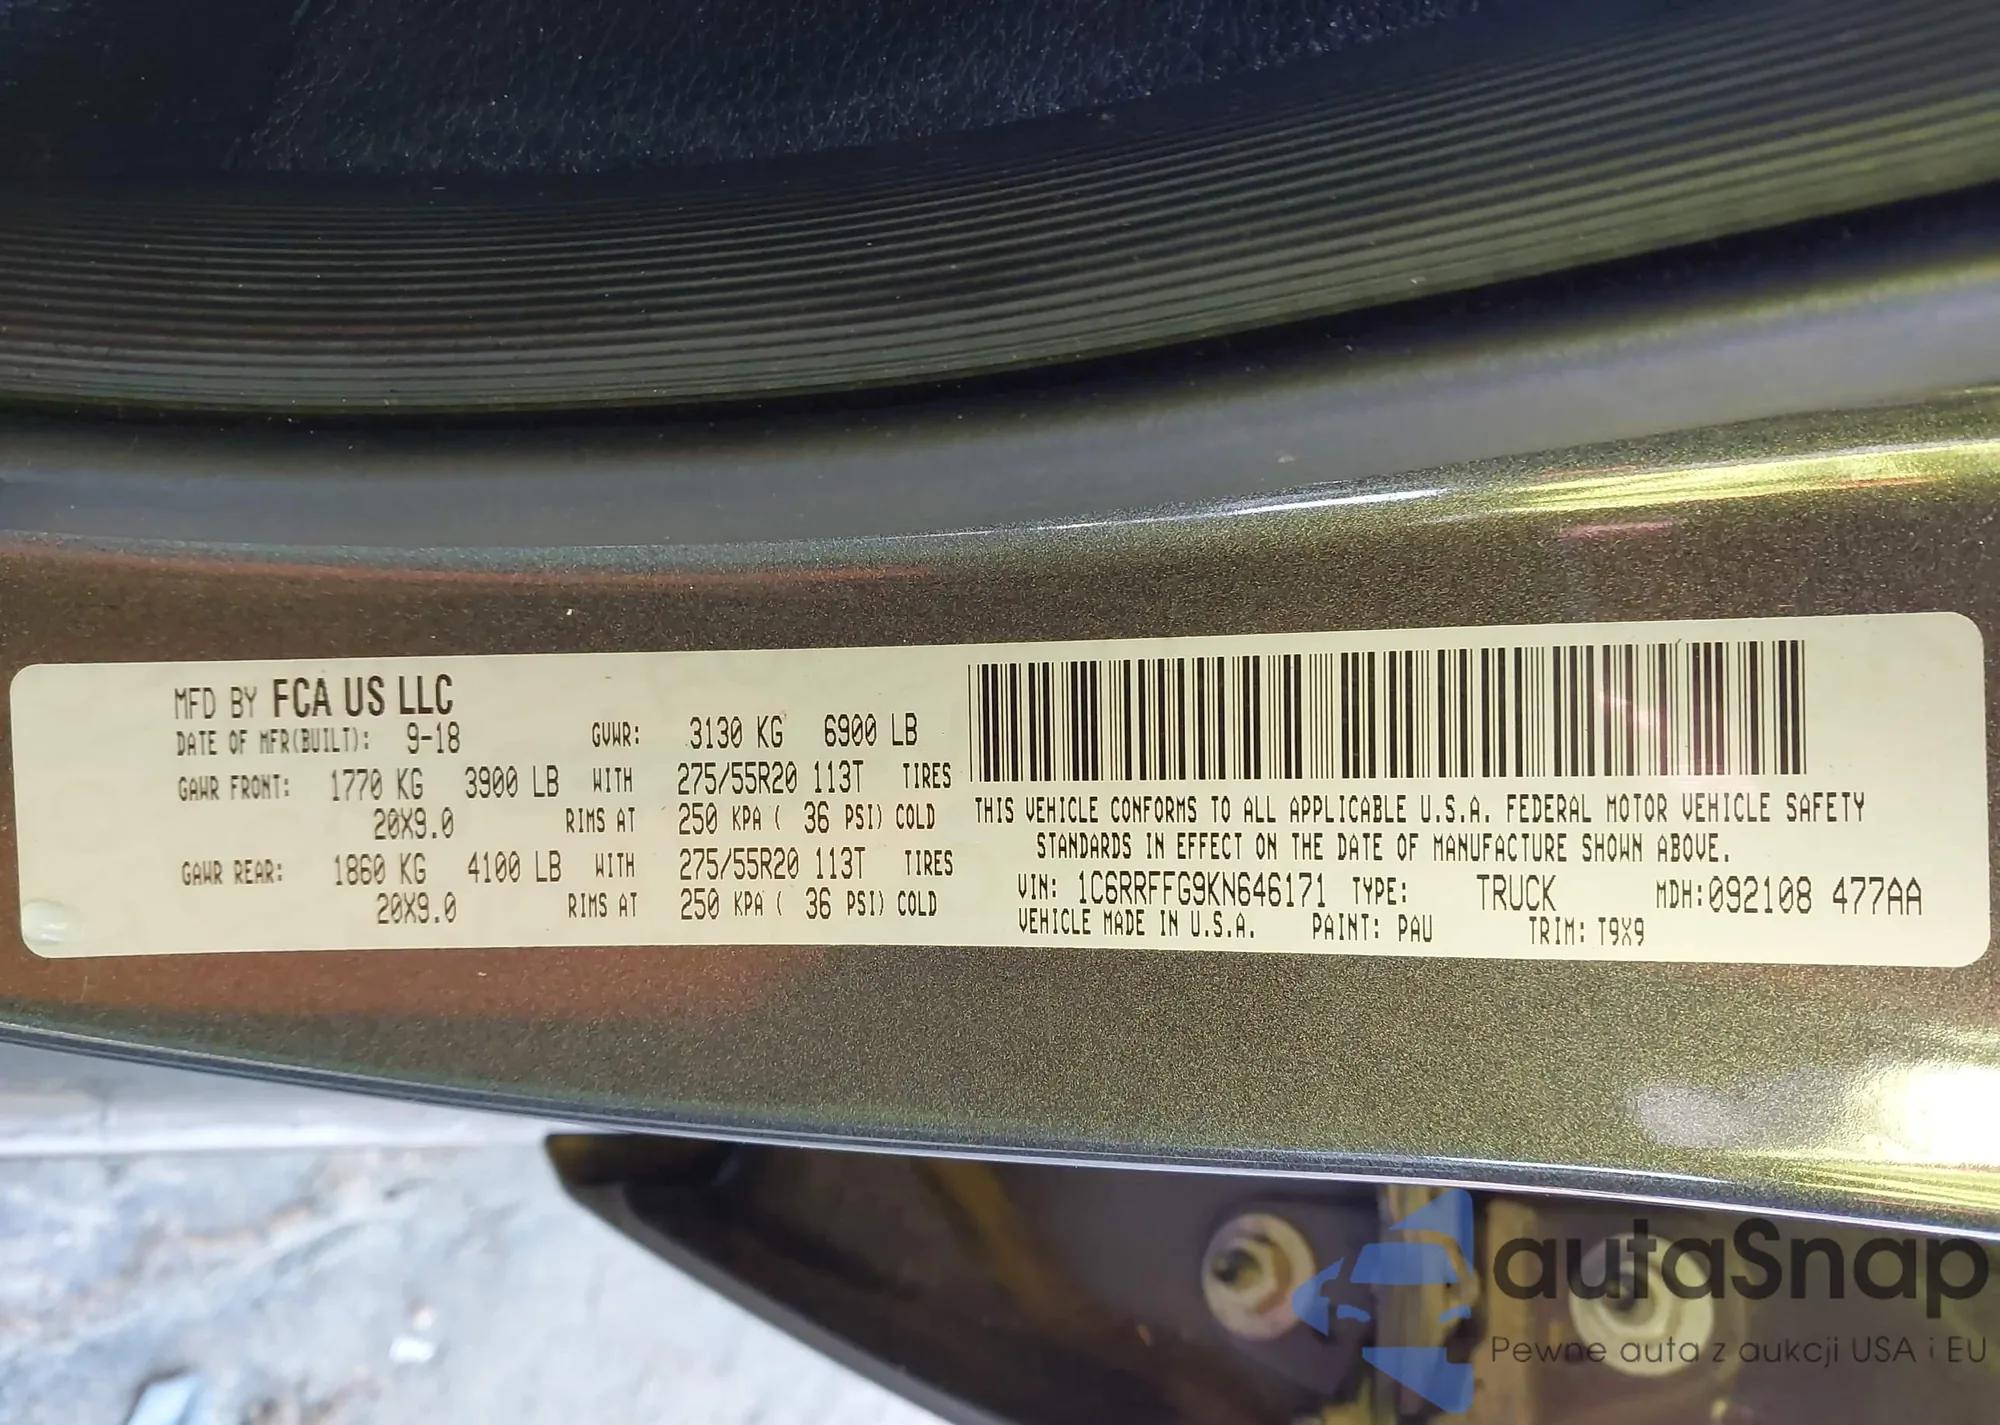 MFD BY FCA US LLC
DATE OF MFR(BUILT): 9-18 GVWR: 3130 KG 6900 LB
GAWR FRONT: 1770 KG 3900 LB WITH 275/55R20 113T TIRES
20X9.0 RIMS AT 250 KPA ( 36 PSI) COLD
GAWR REAR: 1860 KG 4100 LB WITH 275/55R20 113T TIRES
20X9.0 RIMS AT 250 KPA ( 36 PSI) COLD
THIS VEHICLE CONFORMS TO ALL APPLICABLE U.S.A. FEDERAL MOTOR VEHICLE SAFETY
STANDARDS IN EFFECT ON THE DATE OF MANUFACTURE SHOWN ABOVE.
VIN: 1C6RRFFG9KN646171 TYPE: TRUCK MDH:092108 477AA
VEHICLE MADE IN U.S.A. PAINT: PAU TRIM: T9X9
autaSnap
Pewne auta z aukcji USA i EU